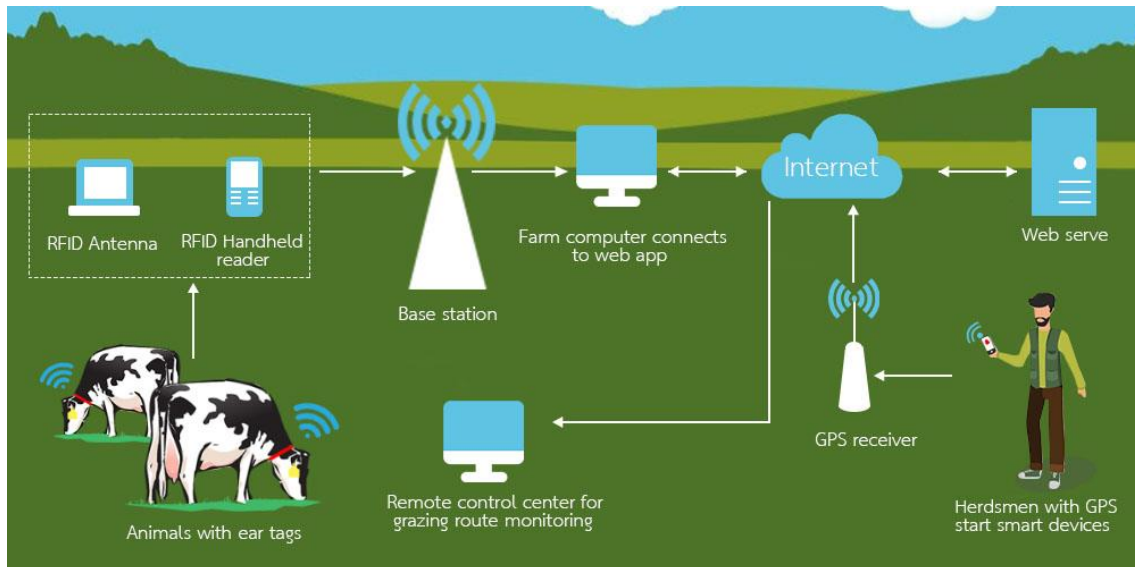 Internet
RFID Antenna
RFID Handheld
reader
Farm computer connects
to web app
Web serve
Base station
GPS receiver
Remote control center for
grazing route monitoring
Herdsmen with GPS
start smart devices
Animals with ear tags